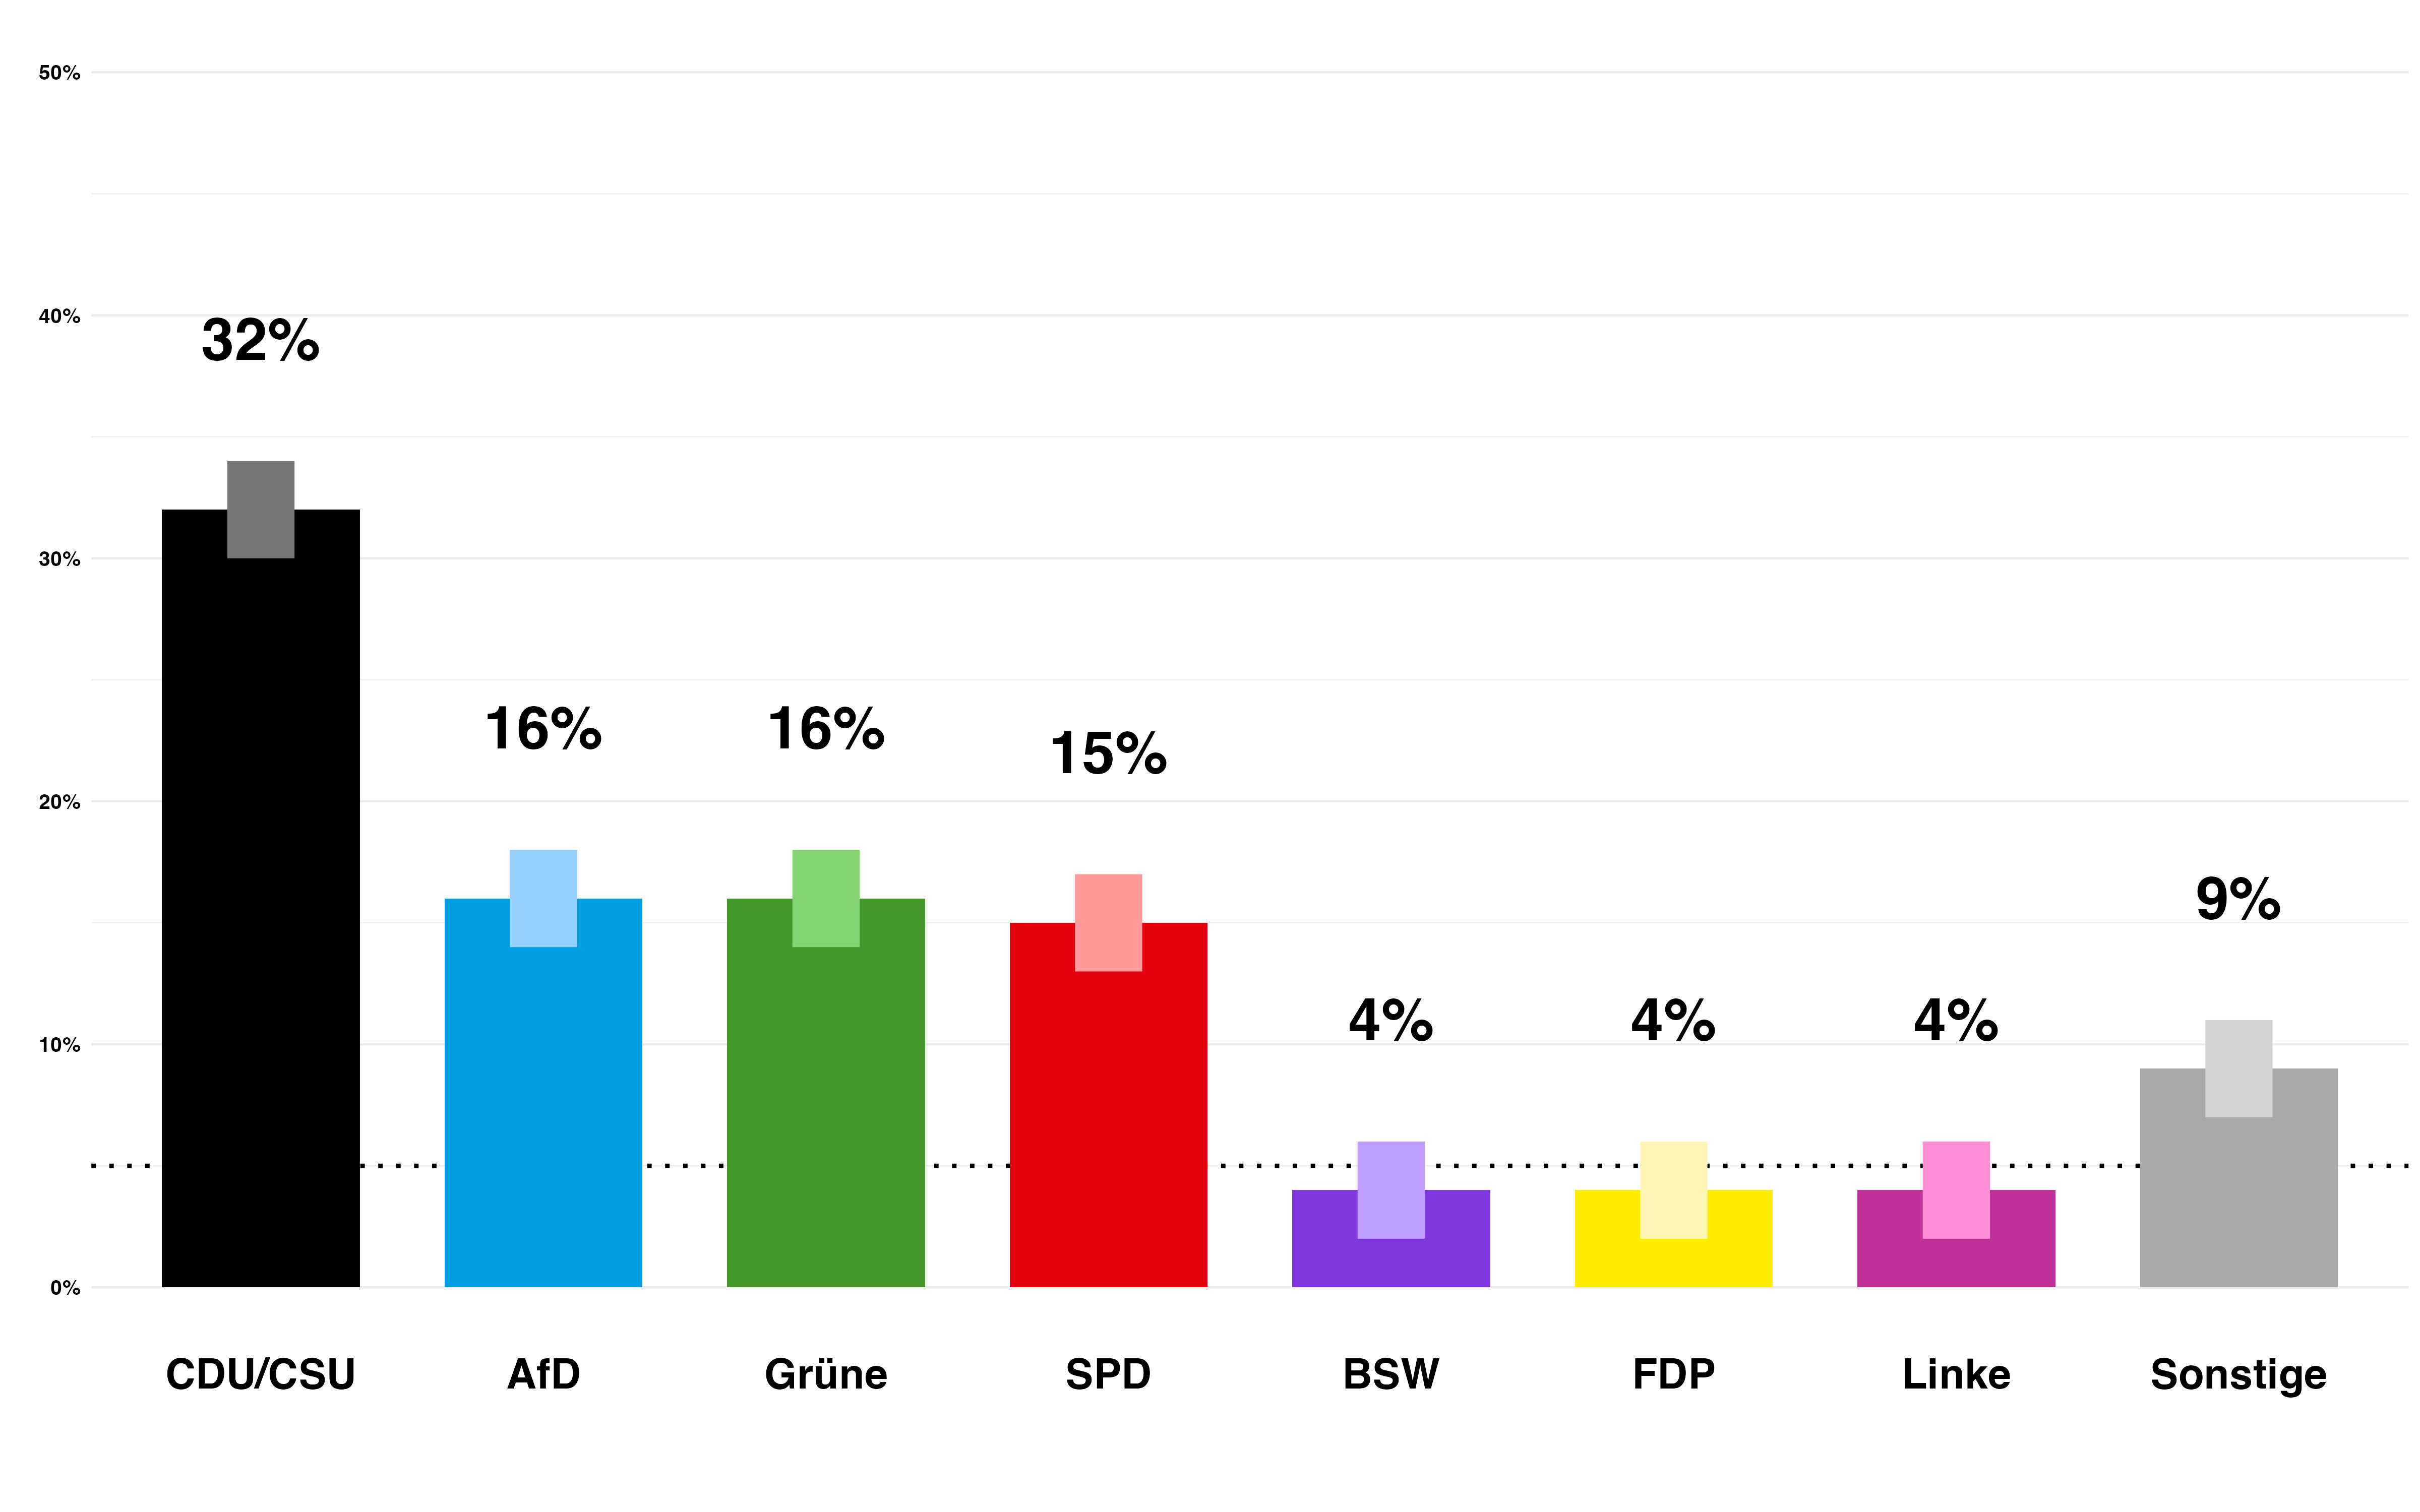 50%
40%
30%
20%
10%
0%
32%
16%
16%
15%
4%
4%
4%
9%
CDU/CSU
AfD
Grüne
SPD
BSW
FDP
Linke
Sonstige